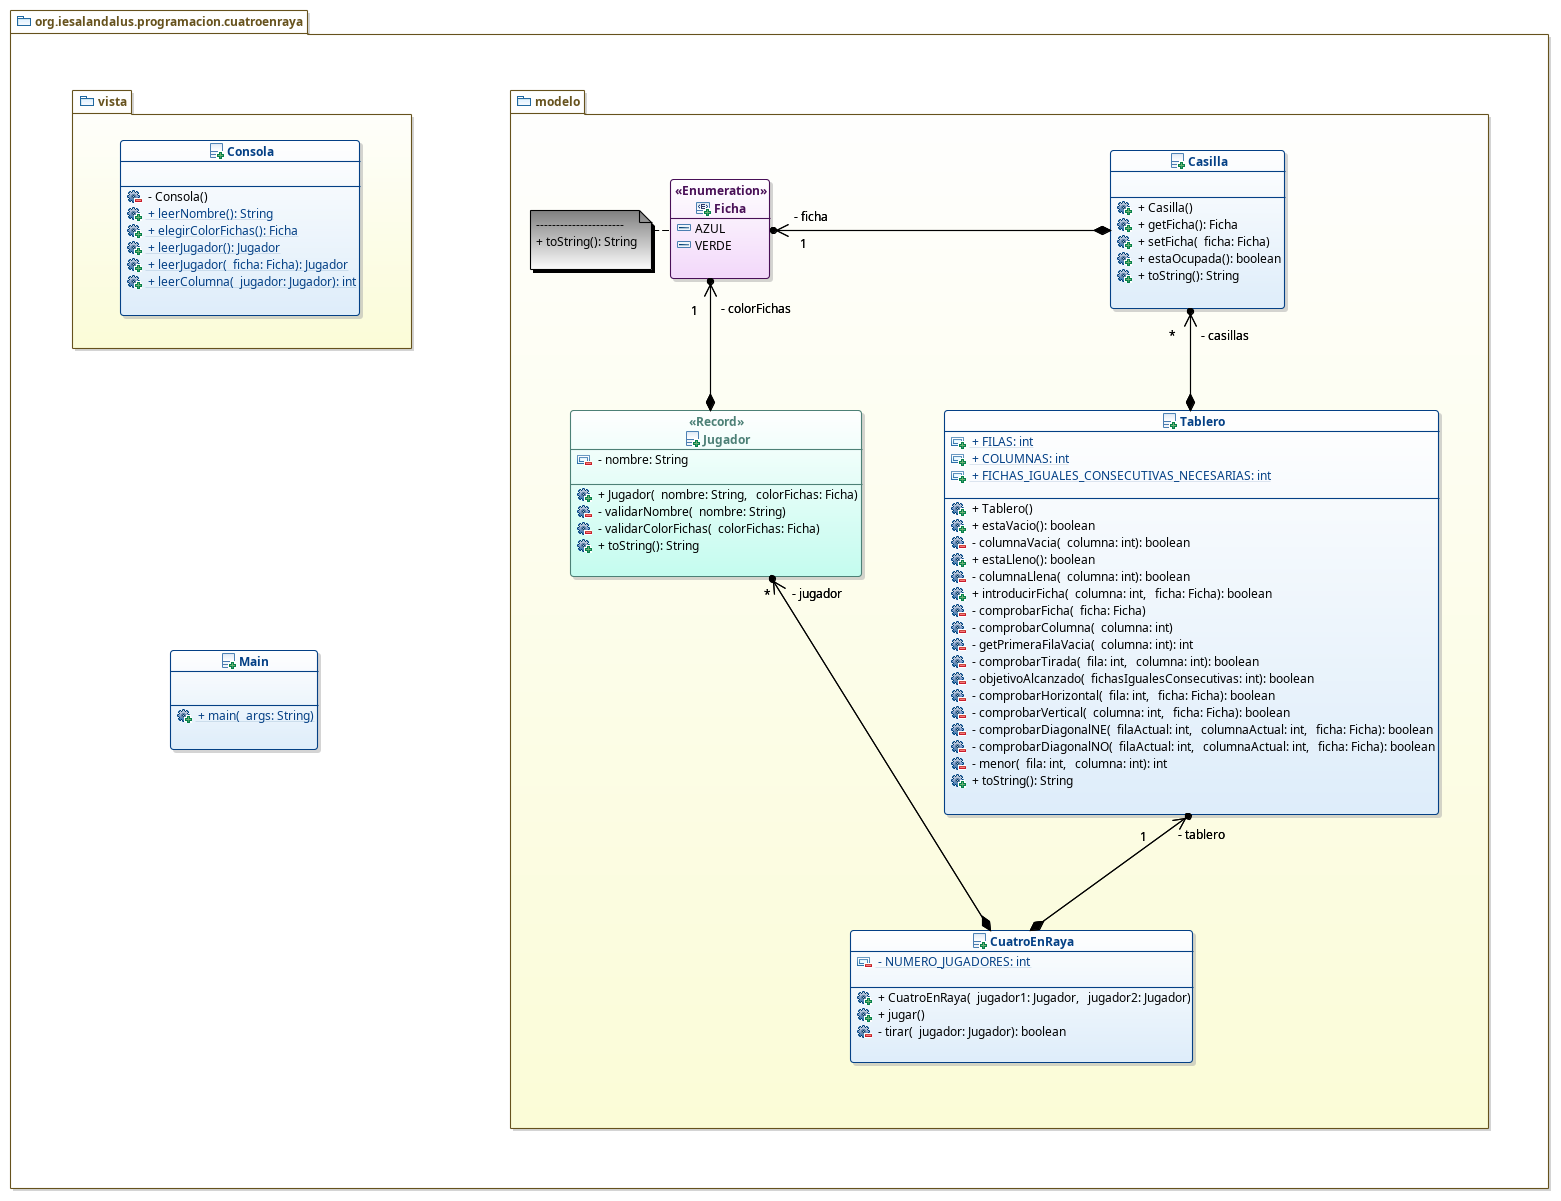 org.iesalandalus.programacion.cuatroenraya
vista
Consola
- Consola()
+ leerNombre(): String
+ elegirColorFichas(): Ficha
+ leerJugador(): Jugador
+ leerJugador(  ficha: Ficha): Jugador
+ leerColumna(  jugador: Jugador): int
Main
+ main(  args: String)
modelo
------------------------
+ toString(): String
«Enumeration»
Ficha
AZUL
VERDE
- ficha
1
Casilla
+ Casilla()
+ getFicha(): Ficha
+ setFicha(  ficha: Ficha)
+ estaOcupada(): boolean
+ toString(): String
1
- colorFichas
*
- casillas
«Record»
Jugador
- nombre: String
+ Jugador(  nombre: String,   colorFichas: Ficha)
- validarNombre(  nombre: String)
- validarColorFichas(  colorFichas: Ficha)
+ toString(): String
*
- jugador
Tablero
+ FILAS: int
+ COLUMNAS: int
+ FICHAS_IGUALES_CONSECUTIVAS_NECESARIAS: int
+ Tablero()
+ estaVacio(): boolean
- columnaVacia(  columna: int): boolean
+ estaLleno(): boolean
- columnaLlena(  columna: int): boolean
+ introducirFicha(  columna: int,   ficha: Ficha): boolean
- comprobarFicha(  ficha: Ficha)
- comprobarColumna(  columna: int)
- getPrimeraFilaVacia(  columna: int): int
- comprobarTirada(  fila: int,   columna: int): boolean
- objetivoAlcanzado(  fichasIgualesConsecutivas: int): boolean
- comprobarHorizontal(  fila: int,   ficha: Ficha): boolean
- comprobarVertical(  columna: int,   ficha: Ficha): boolean
- comprobarDiagonalNE(  filaActual: int,   columnaActual: int,   ficha: Ficha): boolean
- comprobarDiagonalNO(  filaActual: int,   columnaActual: int,   ficha: Ficha): boolean
- menor(  fila: int,   columna: int): int
+ toString(): String
1
- tablero
CuatroEnRaya
- NUMERO_JUGADORES: int
+ CuatroEnRaya(  jugador1: Jugador,   jugador2: Jugador)
+ jugar()
- tirar(  jugador: Jugador): boolean